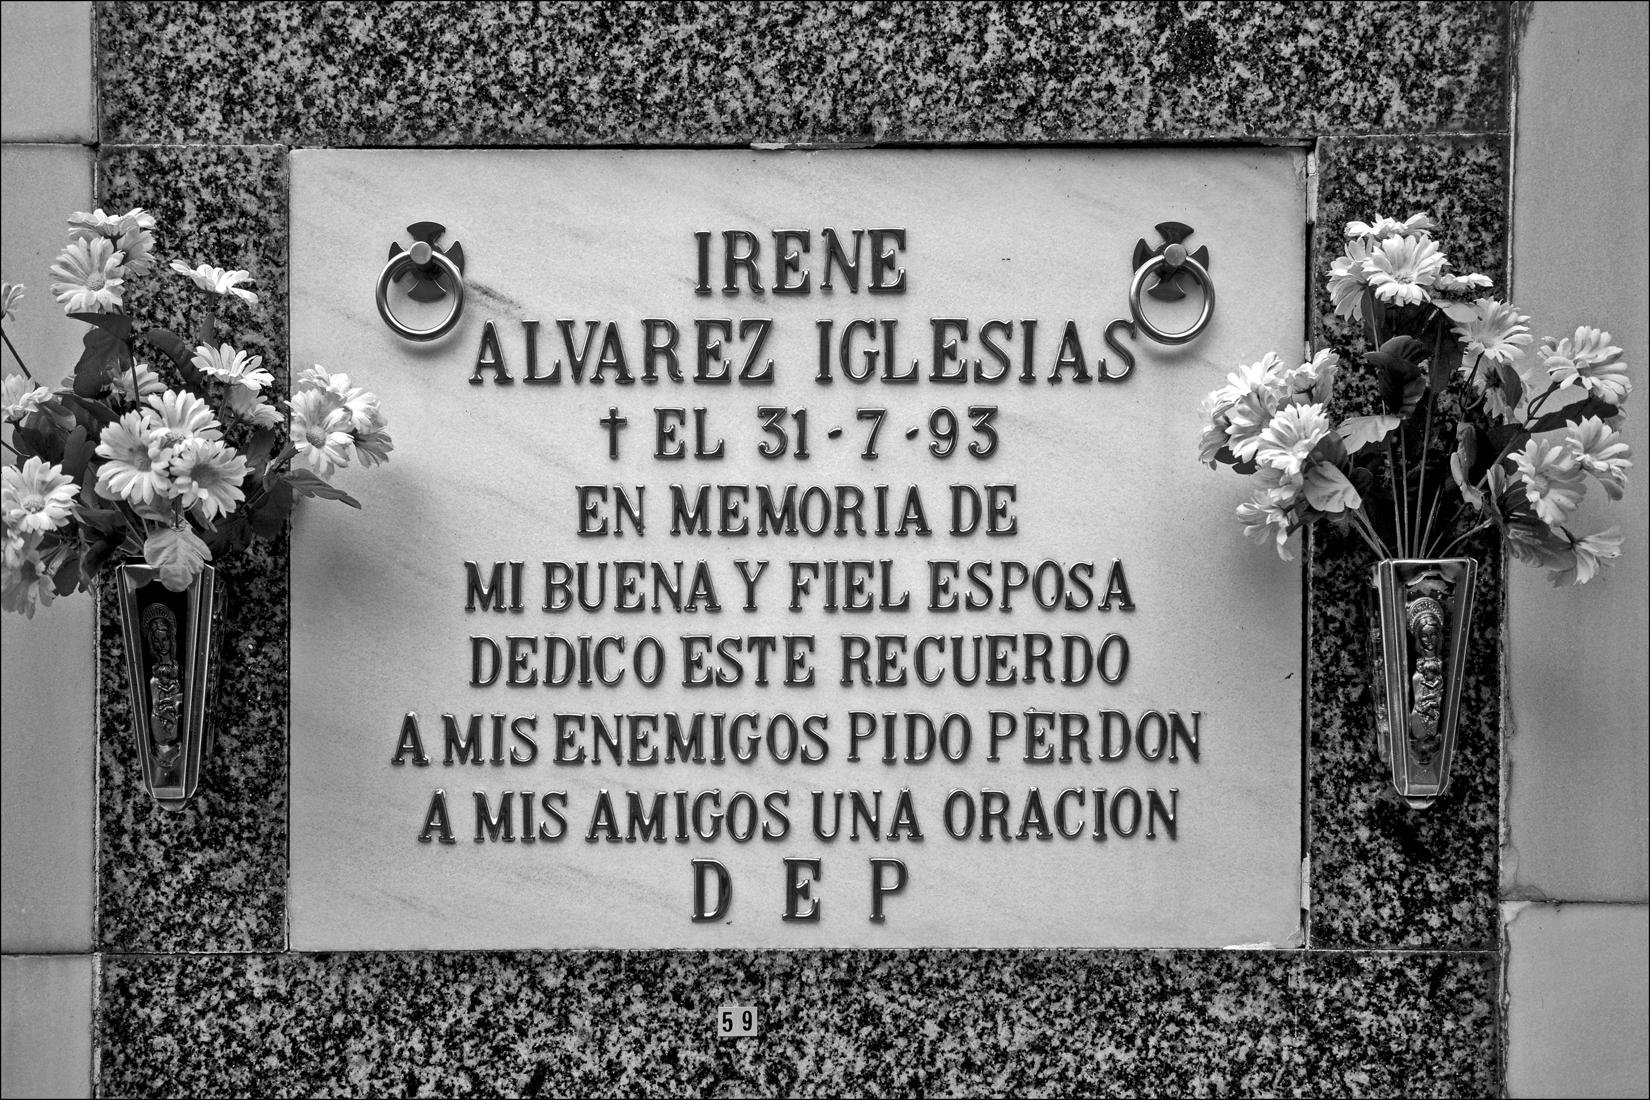 IRENE
ALVAREZ IGLESIAS
† EL 31-7-93
EN MEMORIA DE
MI BUENA Y FIEL ESPOSA
DEDICO ESTE RECUERDO
A MIS ENEMIGOS PIDO PERDON
A MIS AMIGOS UNA ORACION
D E P
59